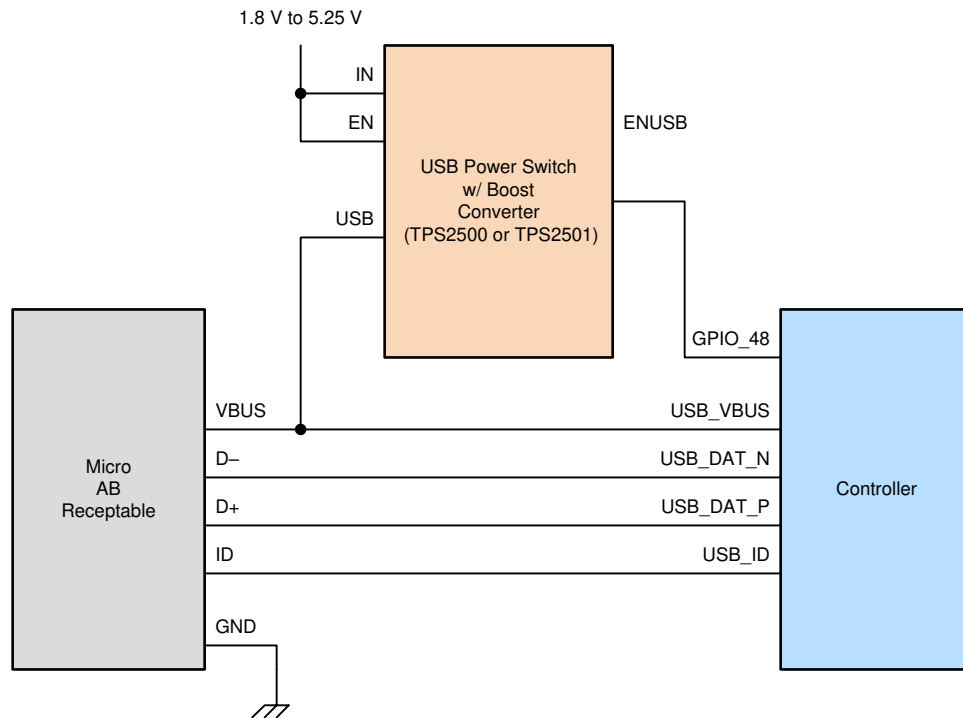 1.8 V to 5.25 V
IN
EN
ENUSB
USB Power Switch
w/ Boost
Converter
(TPS2500 or TPS2501)
USB
GPIO_48
VBUS
USB_VBUS
D–
USB_DAT_N
Micro
AB
Receptable
Controller
D+
USB_DAT_P
ID
USB_ID
GND